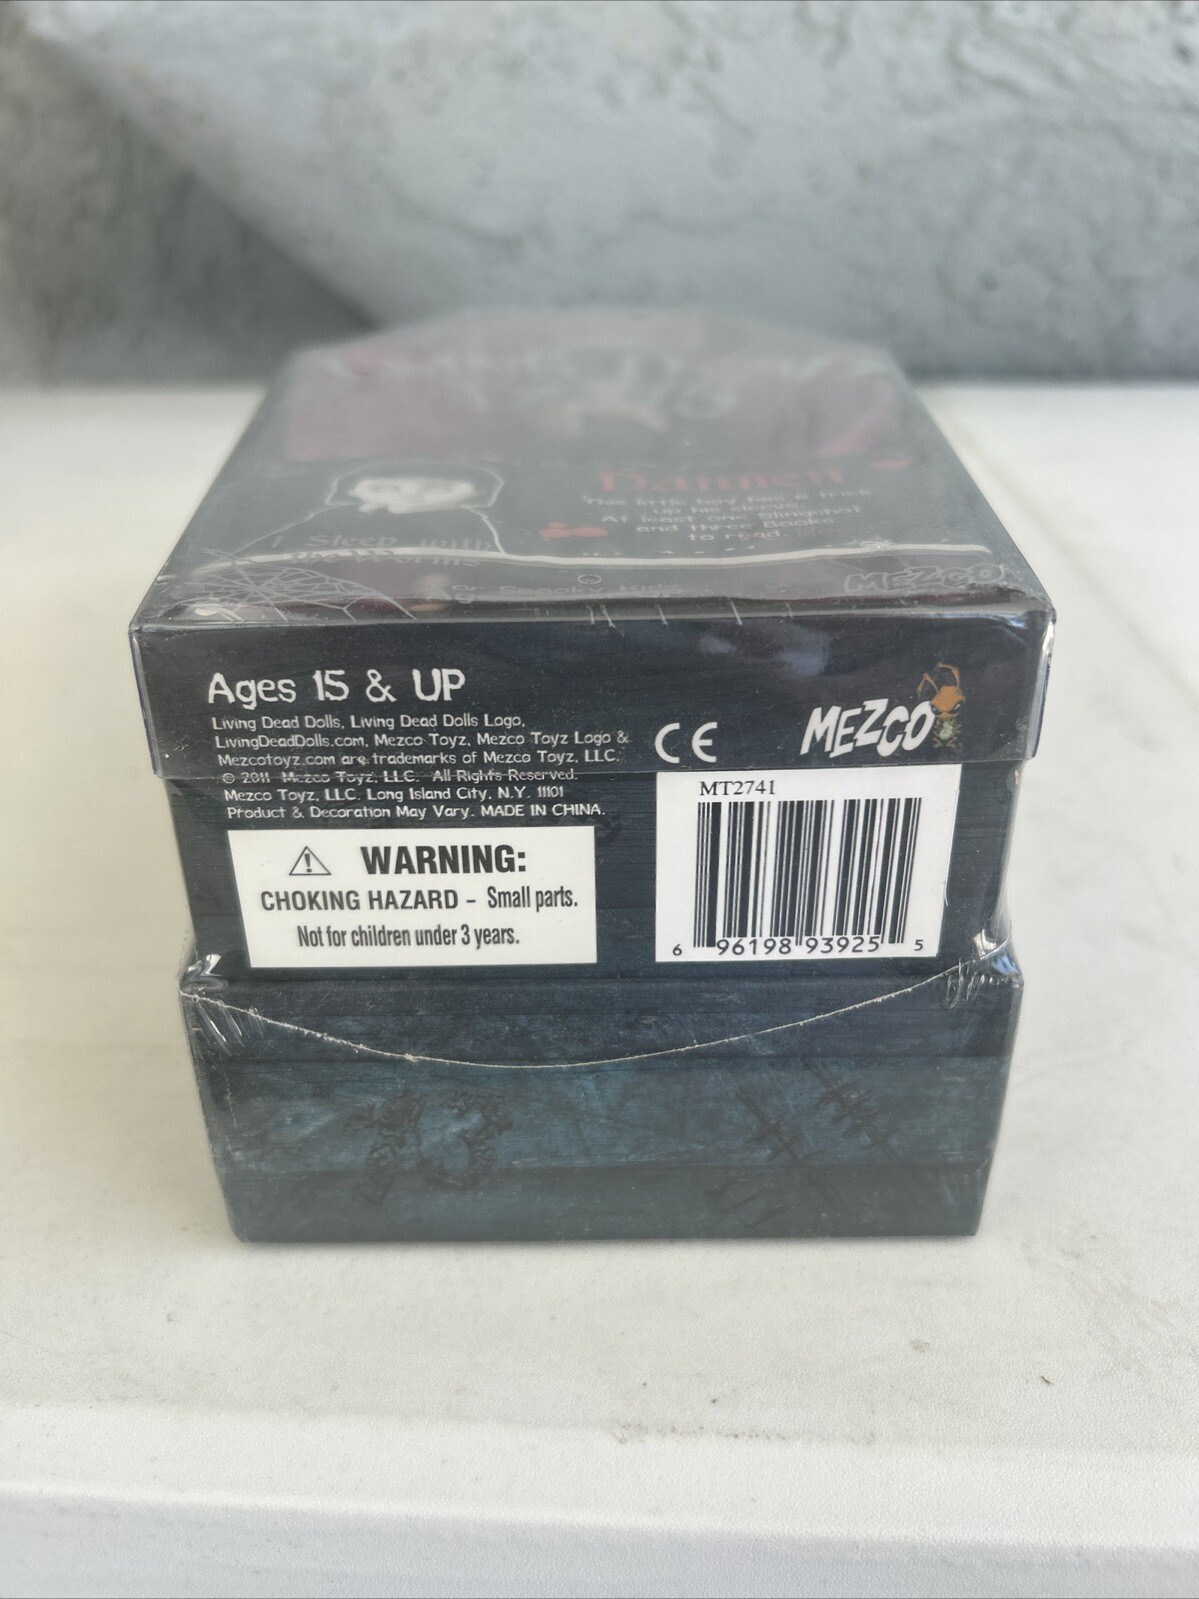 Damien
This little boy has a trick
up his sleeve.
At least one Slingshot
and three Books
to read.
I Sleep with
MEZCO
Ages 15 & UP
Living Dead Dolls, Living Dead Dolls Logo,
LivingDeadDolls.com, Mezco Toyz, Mezco Toyz Logo &
Mezcotoyz.com are trademarks of Mezco Toyz, LLC.
© 2011 Mezco Toyz, LLC. All Rights Reserved.
Mezco Toyz, LLC. Long Island City, N.Y. 11101
Product & Decoration May Vary. MADE IN CHINA.
CE
MEZCO
MT2741
6 96198 93925 5
WARNING:
CHOKING HAZARD - Small parts.
Not for children under 3 years.
13